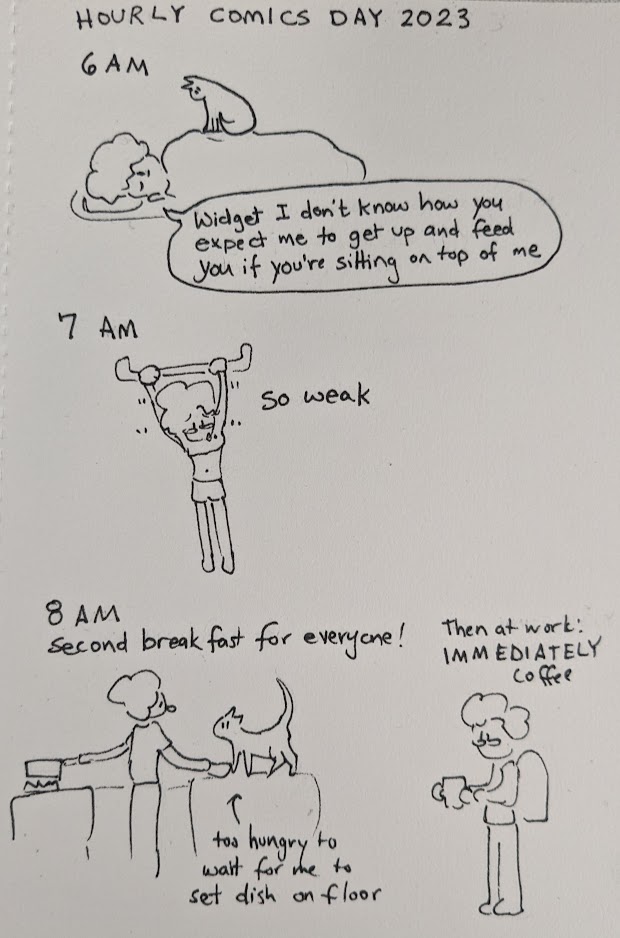 HOURLY COMICS DAY 2023
6 AM
Widget I don't know how you
expect me to get up and feed
you if you're sitting on top of me
7 AM
so weak
8 AM
second breakfast for everyone!
Then at work:
IMMEDIATELY
coffee
too hungry to
wait for me to
set dish on floor